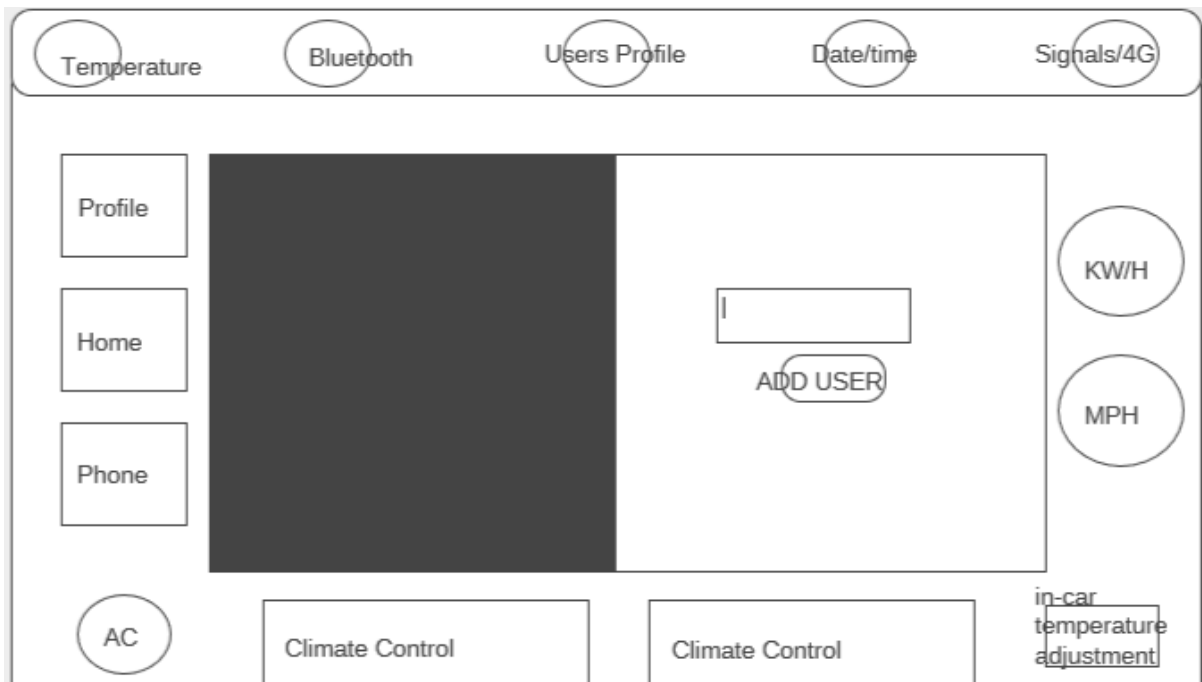 Temperature
Bluetooth
Users Profile
Date/time
Signals/4G
Profile
KW/H
Home
ADD USER
MPH
Phone
AC
Climate Control
Climate Control
in-car
temperature
adjustment